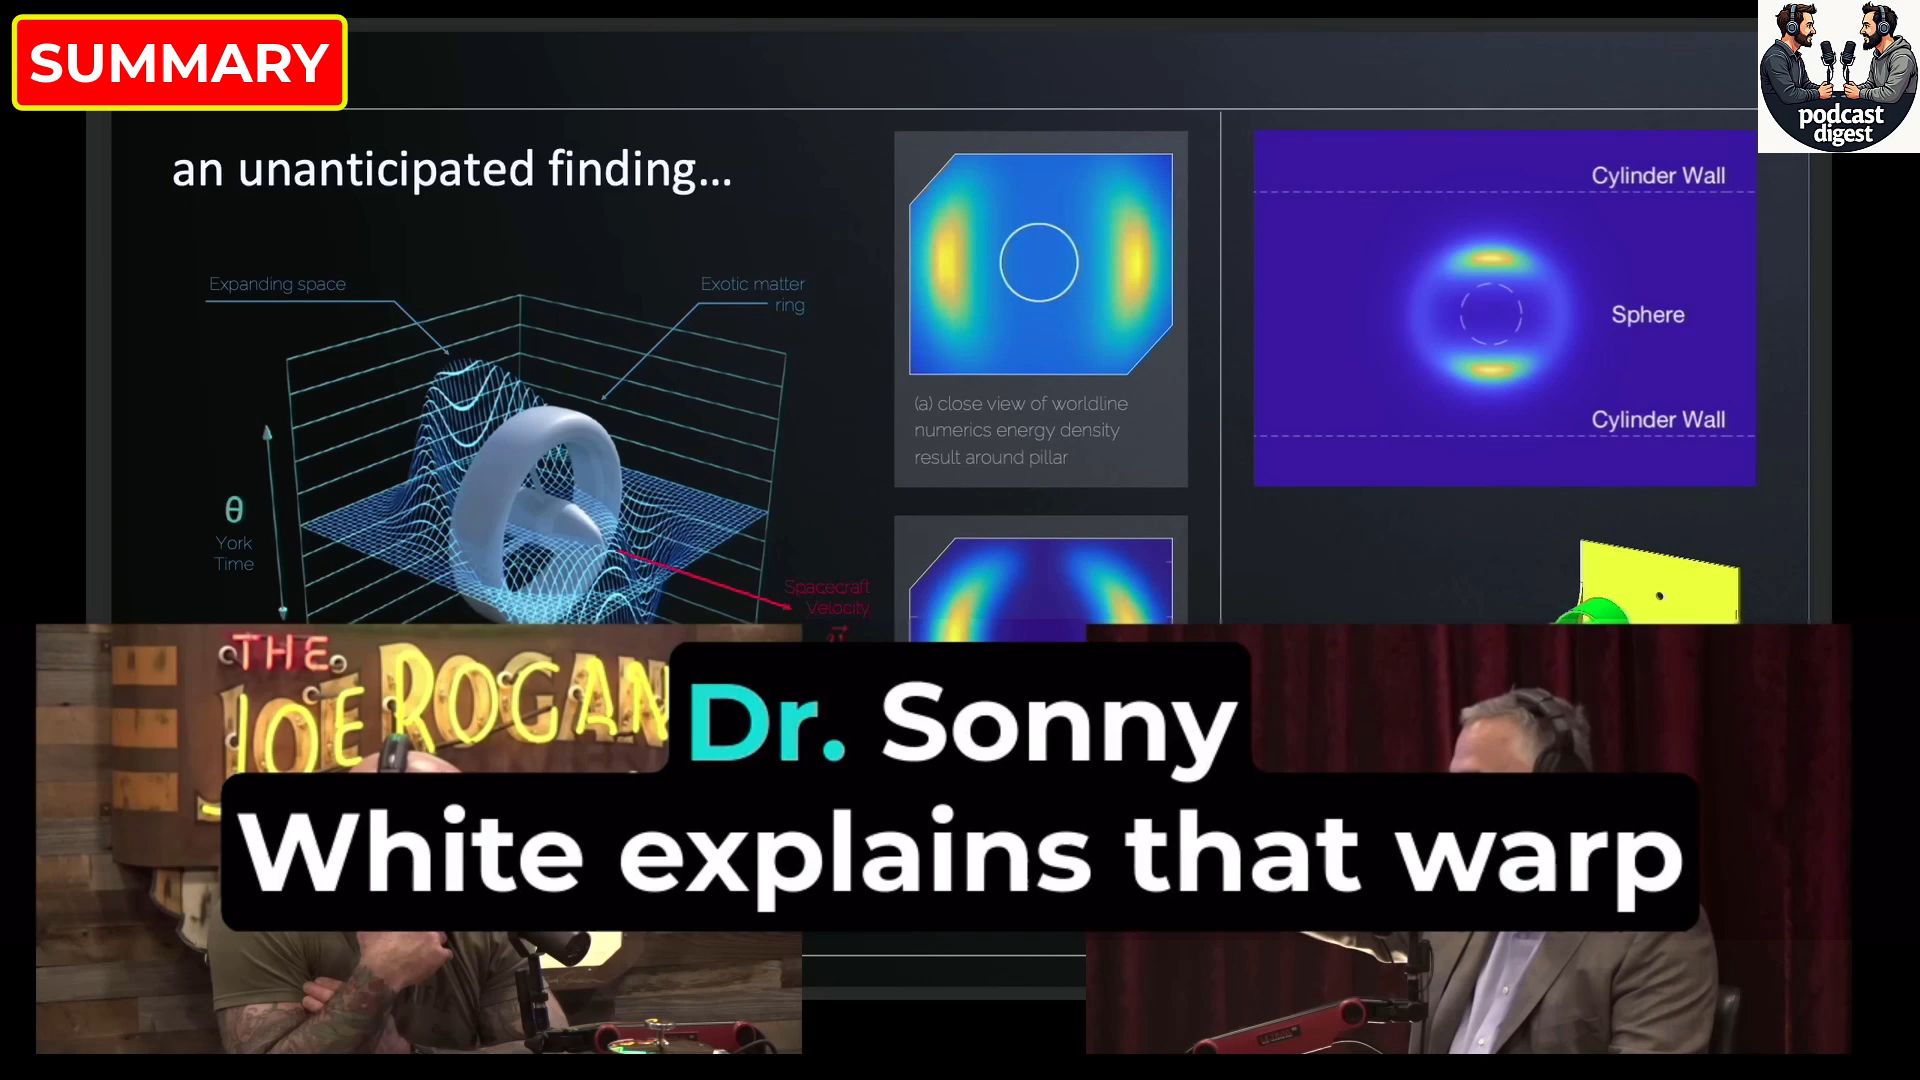 SUMMARY
podcast
digest
an unanticipated finding...
Expanding space
Exotic matter
ring
θ
York
Time
Spacecraft
Velocity
(a) close view of worldline
numerics energy density
result around pillar
Cylinder Wall
Sphere
Cylinder Wall
THE
JOE ROGAN
Dr. Sonny
White explains that warp